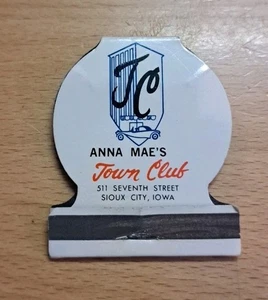 TC
ANNA MAE'S
Town Club
511 SEVENTH STREET
SIOUX CITY, IOWA